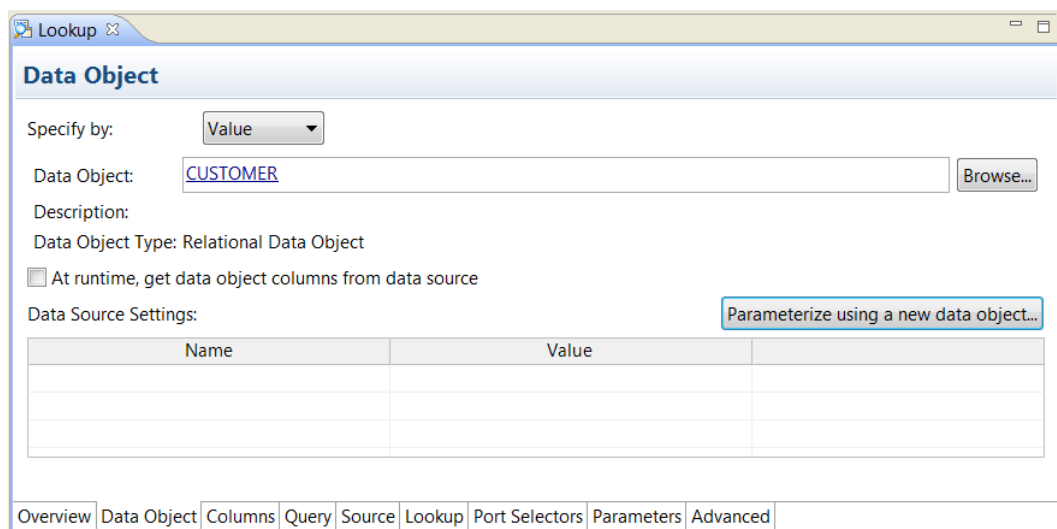 Lookup
Data Object
Specify by: Value
Data Object: CUSTOMER Browse...
Description:
Data Object Type: Relational Data Object
At runtime, get data object columns from data source
Data Source Settings: Parameterize using a new data object...
Name Value
Overview Data Object Columns Query Source Lookup Port Selectors Parameters Advanced